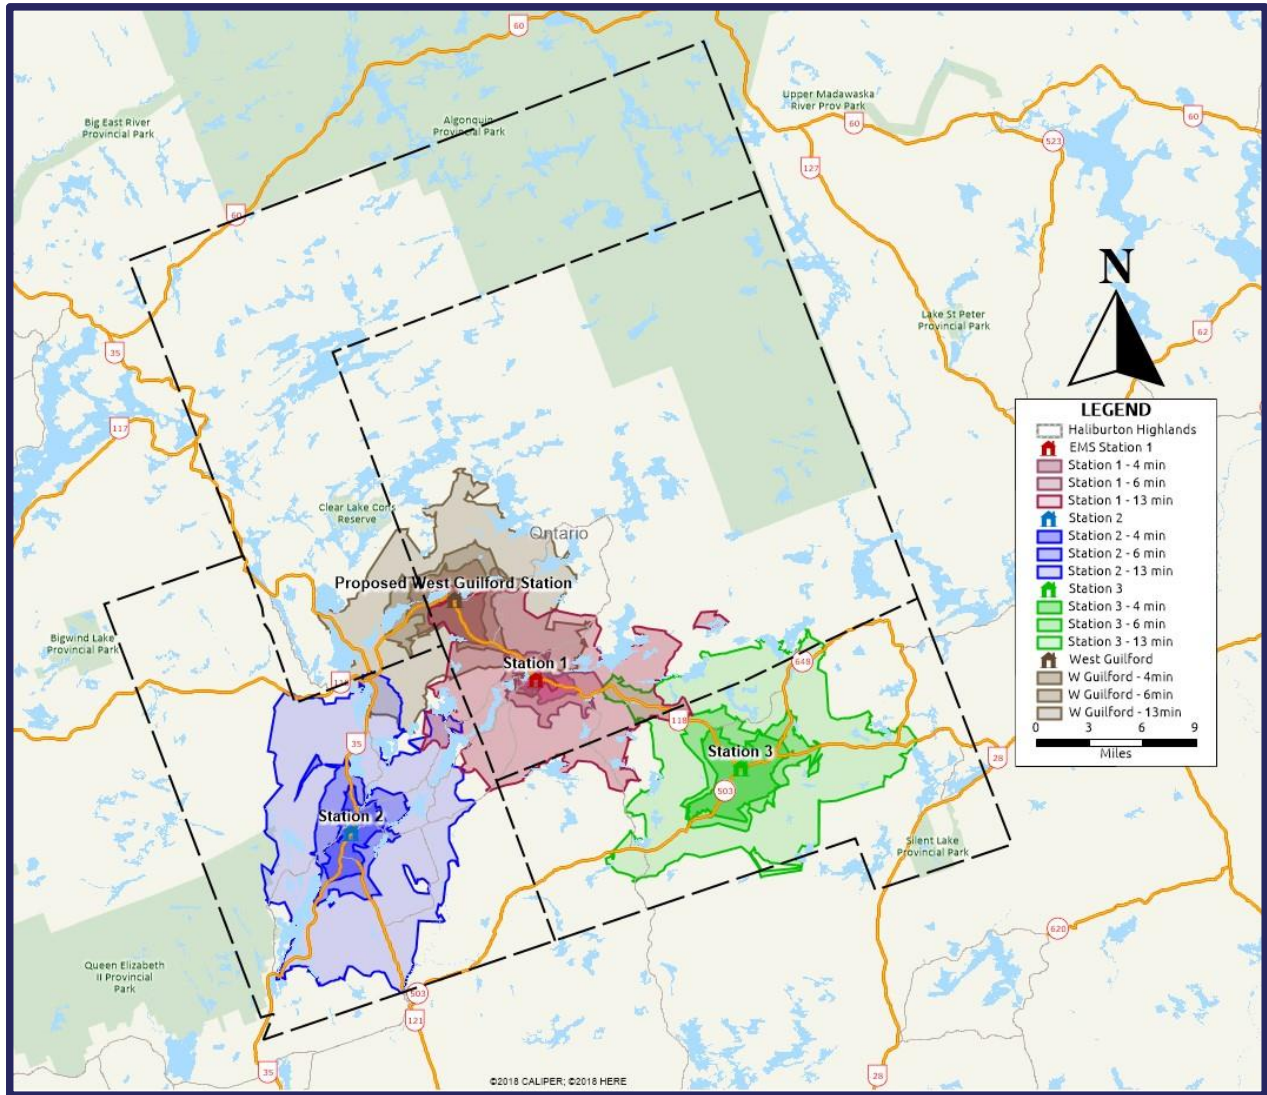 60
Upper Madawaska
River Prov Park
60
60
Big East River
Provincial Park
Algonquin
Provincial Park
523
127
60
N
Lake St Peter
Provincial Park
62
35
117
LEGEND
Haliburton Highlands
EMS Station 1
Station 1 - 4 min
Station 1 - 6 min
Station 1 - 13 min
Station 2
Station 2 - 4 min
Station 2 - 6 min
Station 2 - 13 min
Station 3
Station 3 - 4 min
Station 3 - 6 min
Station 3 - 13 min
West Guilford
W Guilford - 4min
W Guilford - 6min
W Guilford - 13min
0 3 6 9
Miles
Clear Lake Cons
Reserve
Ontario
Proposed West Guilford Station
Bigwind Lake
Provincial Park
Station 1
648
118
35
Station 3
28
503
Station 2
Silent Lake
Provincial Park
620
Queen Elizabeth
II Provincial
Park
503
121
35
28
©2018 CALIPER; ©2018 HERE